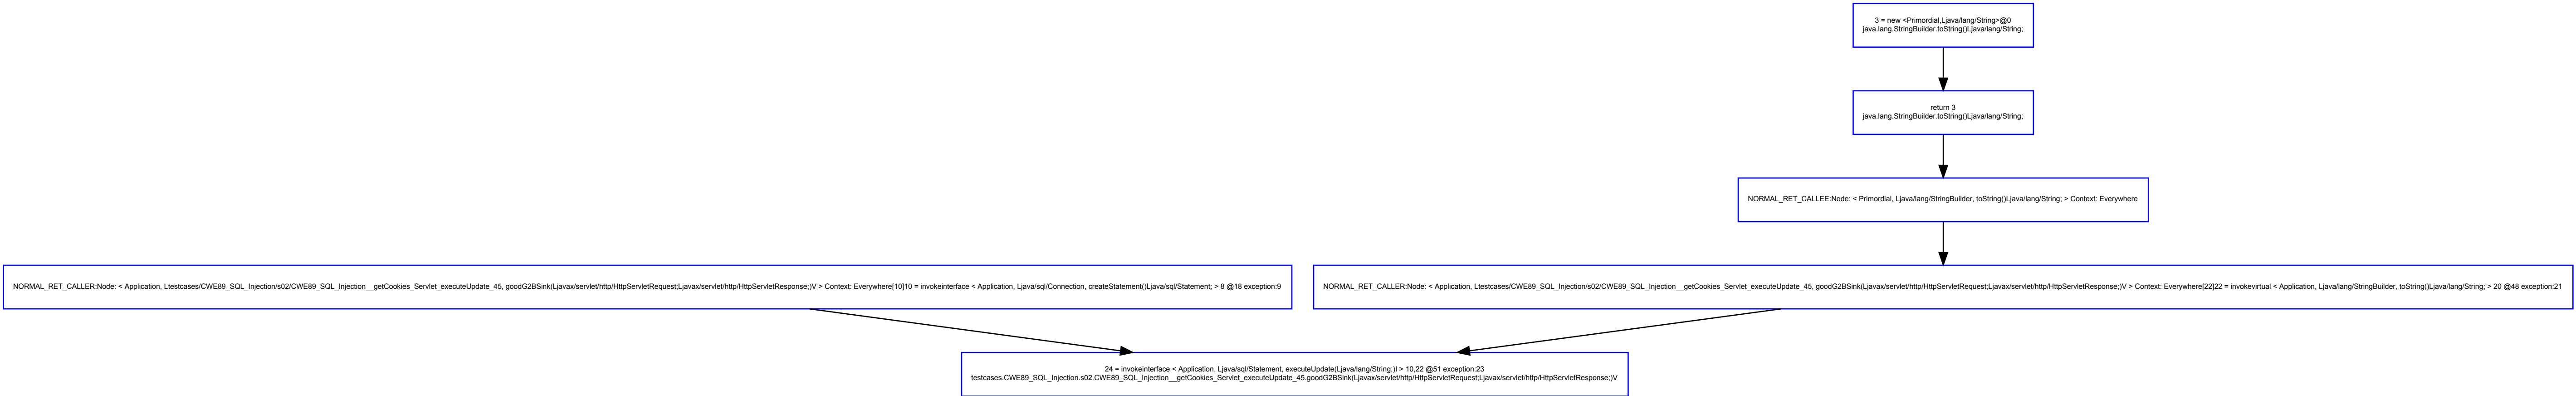 3 = new <Primordial,Ljava/lang/String>@0
java.lang.StringBuilder.toString()Ljava/lang/String;
return 3
java.lang.StringBuilder.toString()Ljava/lang/String;
NORMAL_RET_CALLEE:Node: < Primordial, Ljava/lang/StringBuilder, toString()Ljava/lang/String; > Context: Everywhere
NORMAL_RET_CALLER:Node: < Application, Ltestcases/CWE89_SQL_Injection/s02/CWE89_SQL_Injection__getCookies_Servlet_executeUpdate_45, goodG2BSink(Ljavax/servlet/http/HttpServletRequest;Ljavax/servlet/http/HttpServletResponse;)V > Context: Everywhere[10]10 = invokeinterface < Application, Ljava/sql/Connection, createStatement()Ljava/sql/Statement; > 8 @18 exception:9
NORMAL_RET_CALLER:Node: < Application, Ltestcases/CWE89_SQL_Injection/s02/CWE89_SQL_Injection__getCookies_Servlet_executeUpdate_45, goodG2BSink(Ljavax/servlet/http/HttpServletRequest;Ljavax/servlet/http/HttpServletResponse;)V > Context: Everywhere[22]22 = invokevirtual < Application, Ljava/lang/StringBuilder, toString()Ljava/lang/String; > 20 @48 exception:21
24 = invokeinterface < Application, Ljava/sql/Statement, executeUpdate(Ljava/lang/String;)I > 10,22 @51 exception:23
testcases.CWE89_SQL_Injection.s02.CWE89_SQL_Injection__getCookies_Servlet_executeUpdate_45.goodG2BSink(Ljavax/servlet/http/HttpServletRequest;Ljavax/servlet/http/HttpServletResponse;)V